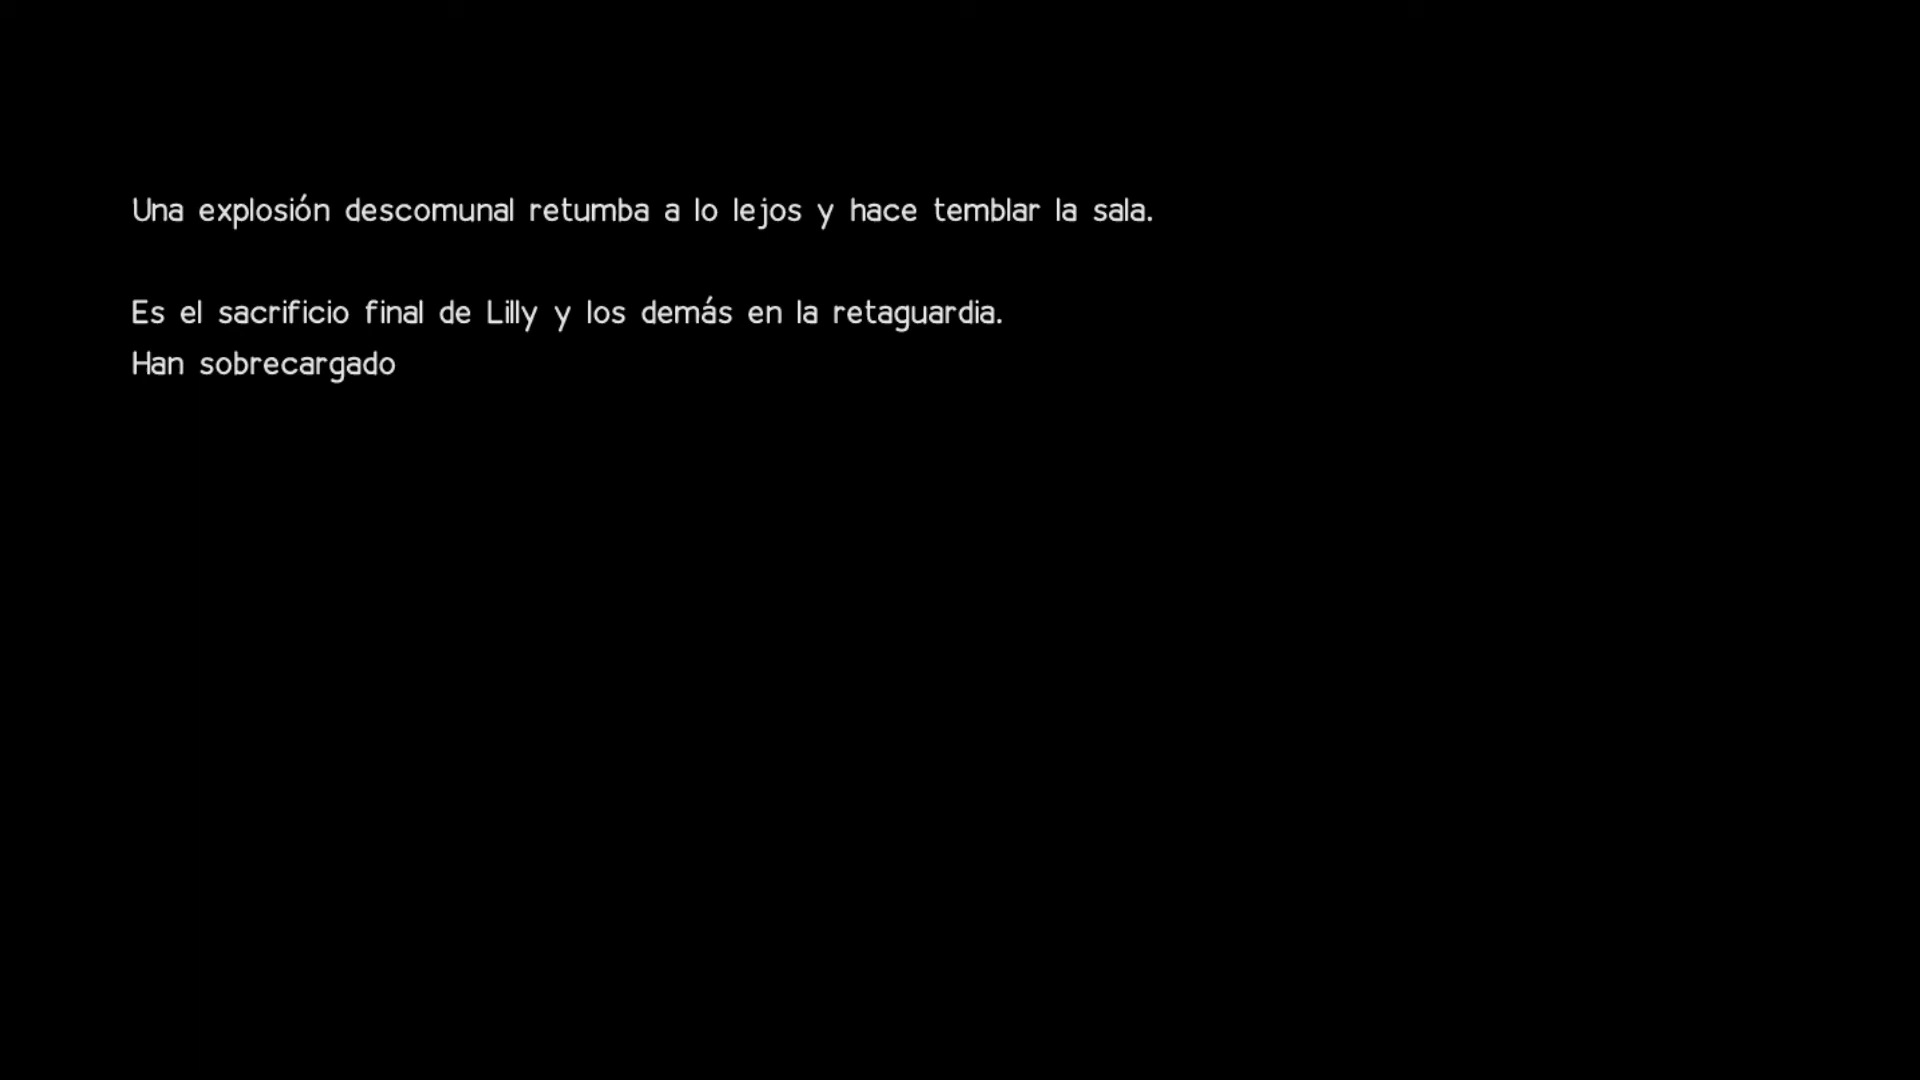 Una explosión descomunal retumba a lo lejos y hace temblar la sala.
Es el sacrificio final de Lilly y los demás en la retaguardia.
Han sobrecargado